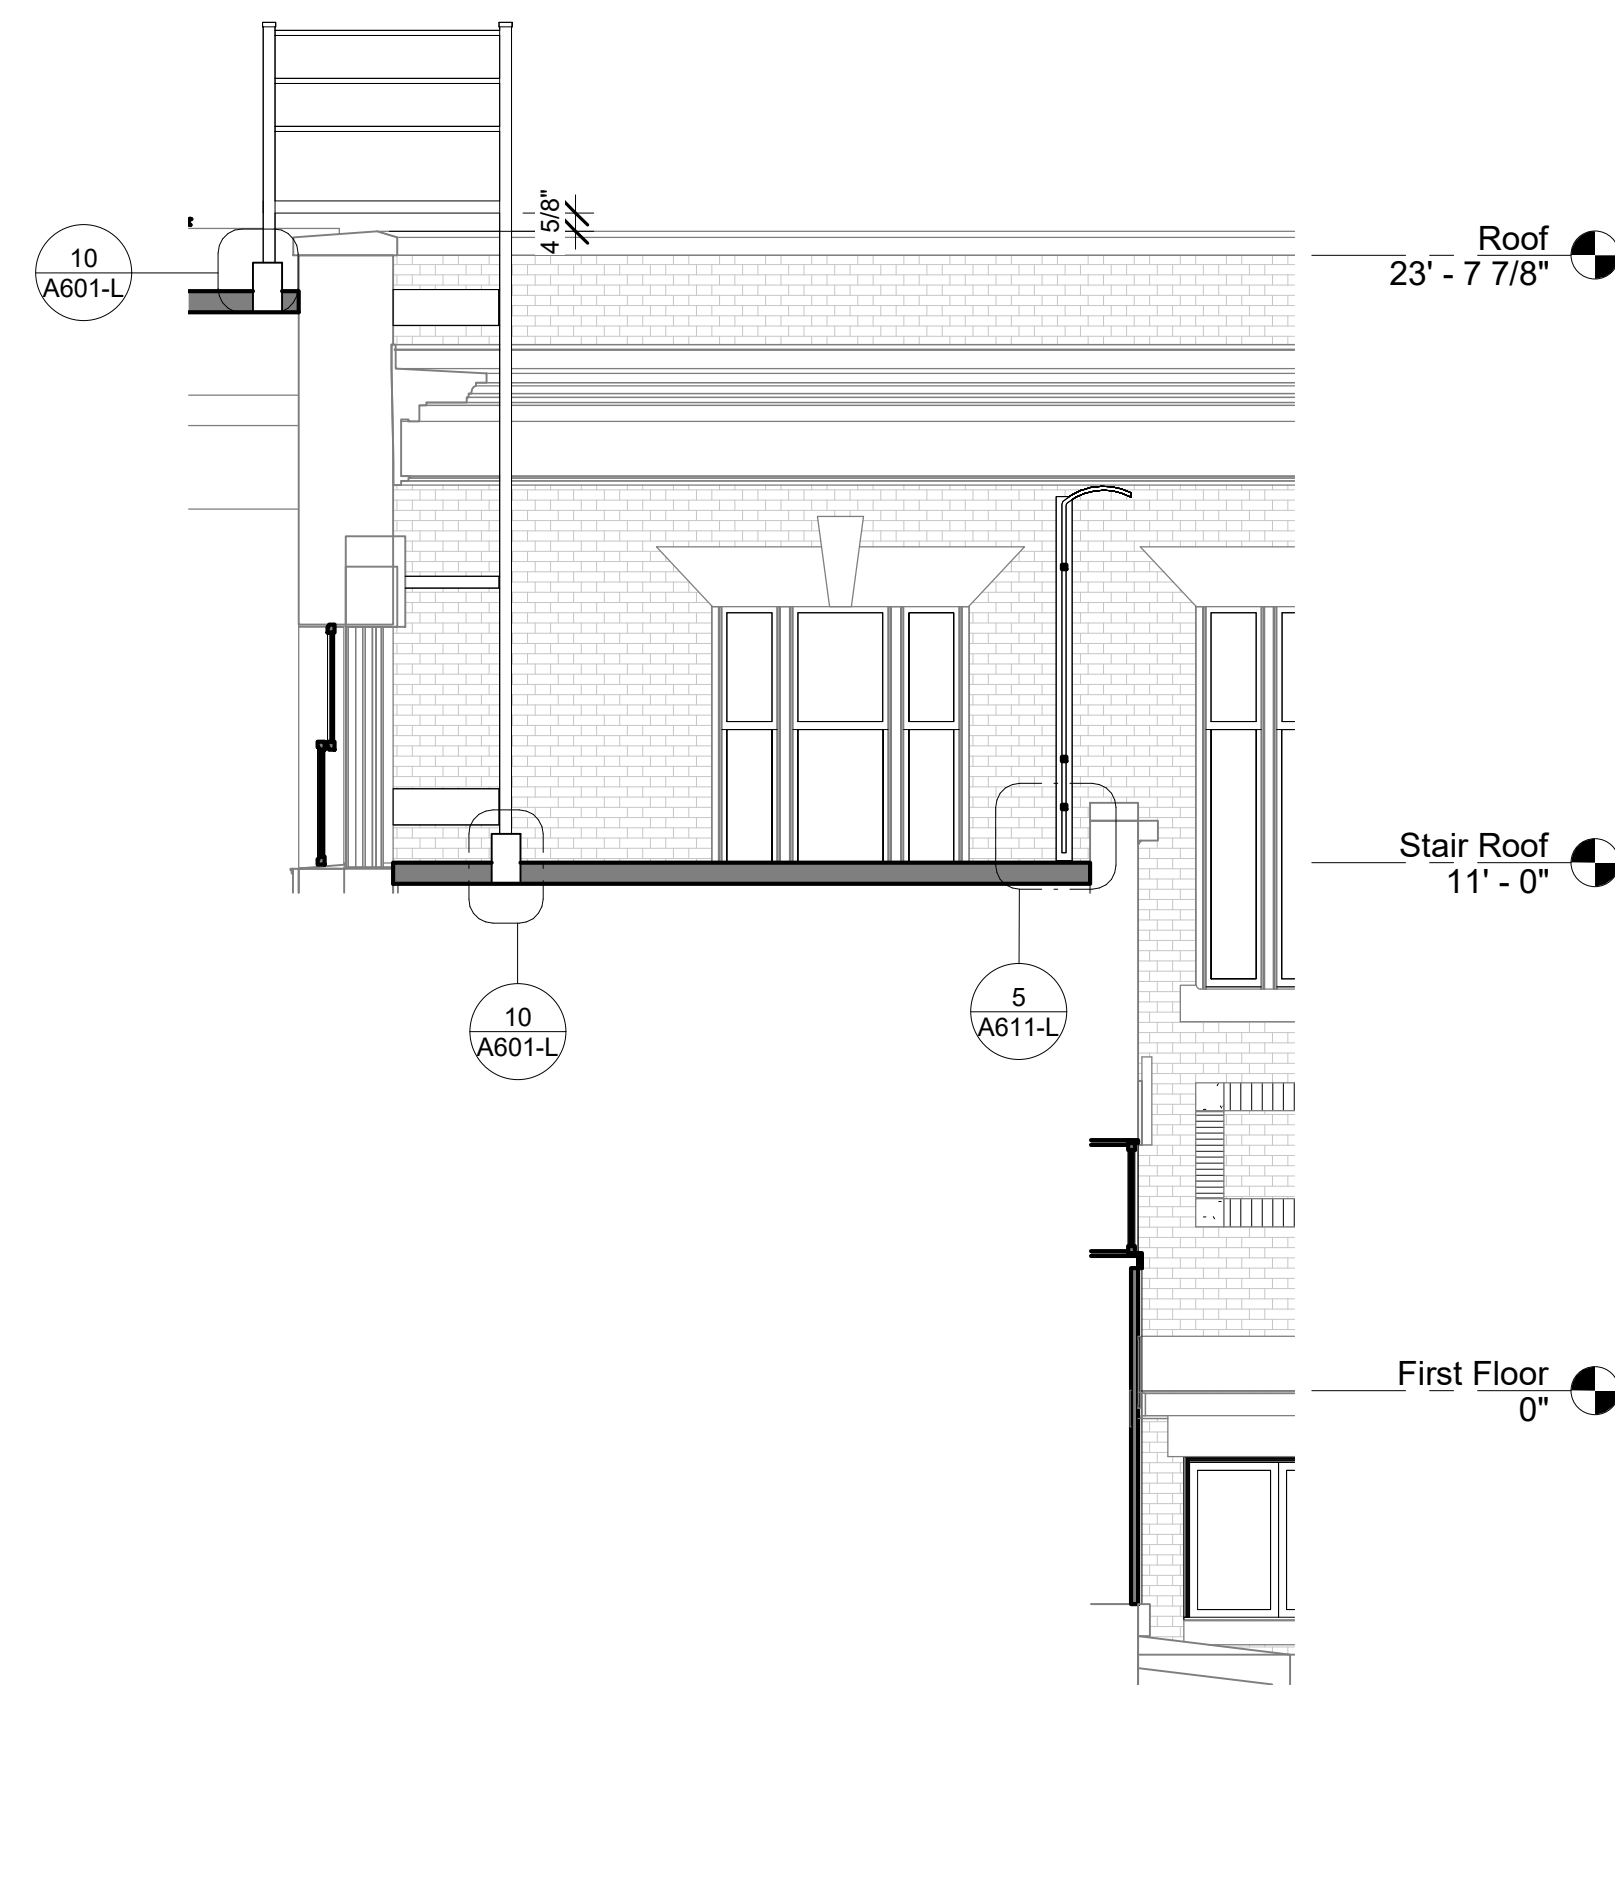 4 5/8"
Roof
23' - 7 7/8"
10
A601-L
Stair Roof
11' - 0"
10
A601-L
5
A611-L
First Floor
0"